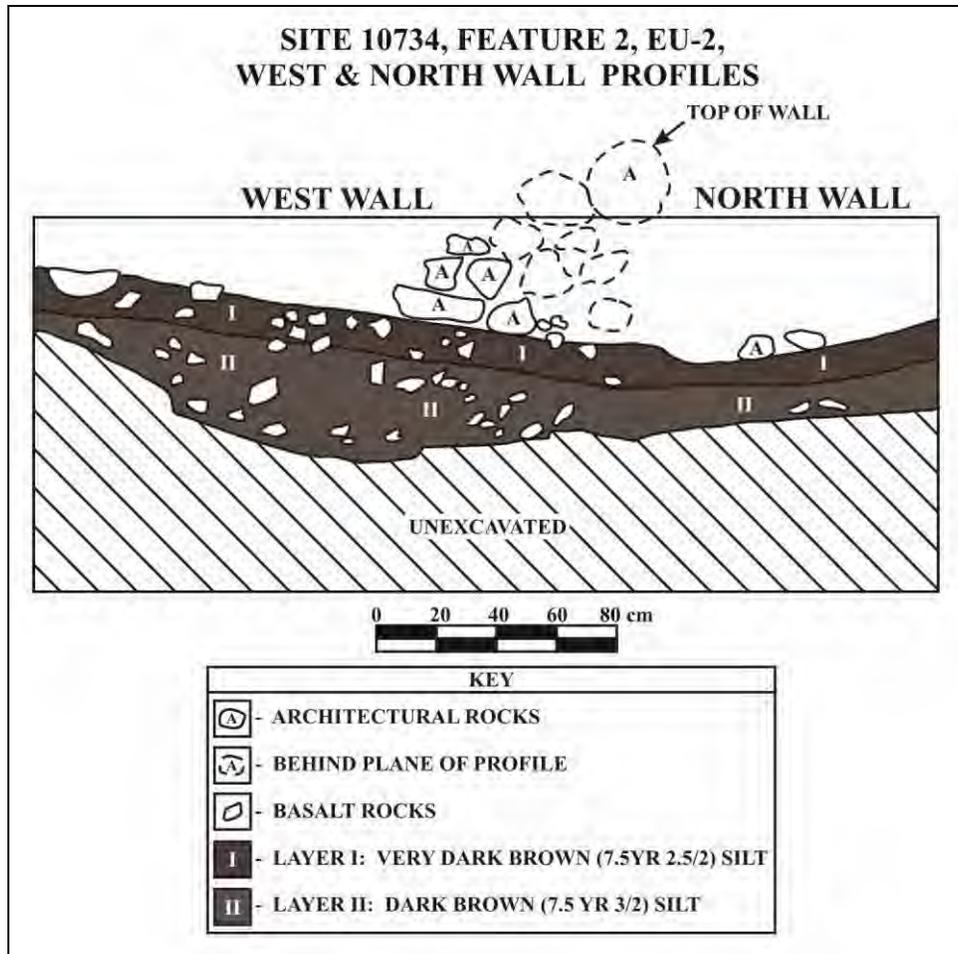 SITE 10734, FEATURE 2, EU-2,
WEST & NORTH WALL PROFILES
TOP OF WALL
A
WEST WALL
NORTH WALL
A
A
A
A
A
A
I
I
I
II
II
II
UNEXCAVATED
0 20 40 60 80 cm
KEY
A - ARCHITECTURAL ROCKS
A - BEHIND PLANE OF PROFILE
- BASALT ROCKS
I - LAYER I: VERY DARK BROWN (7.5YR 2.5/2) SILT
II - LAYER II: DARK BROWN (7.5 YR 3/2) SILT